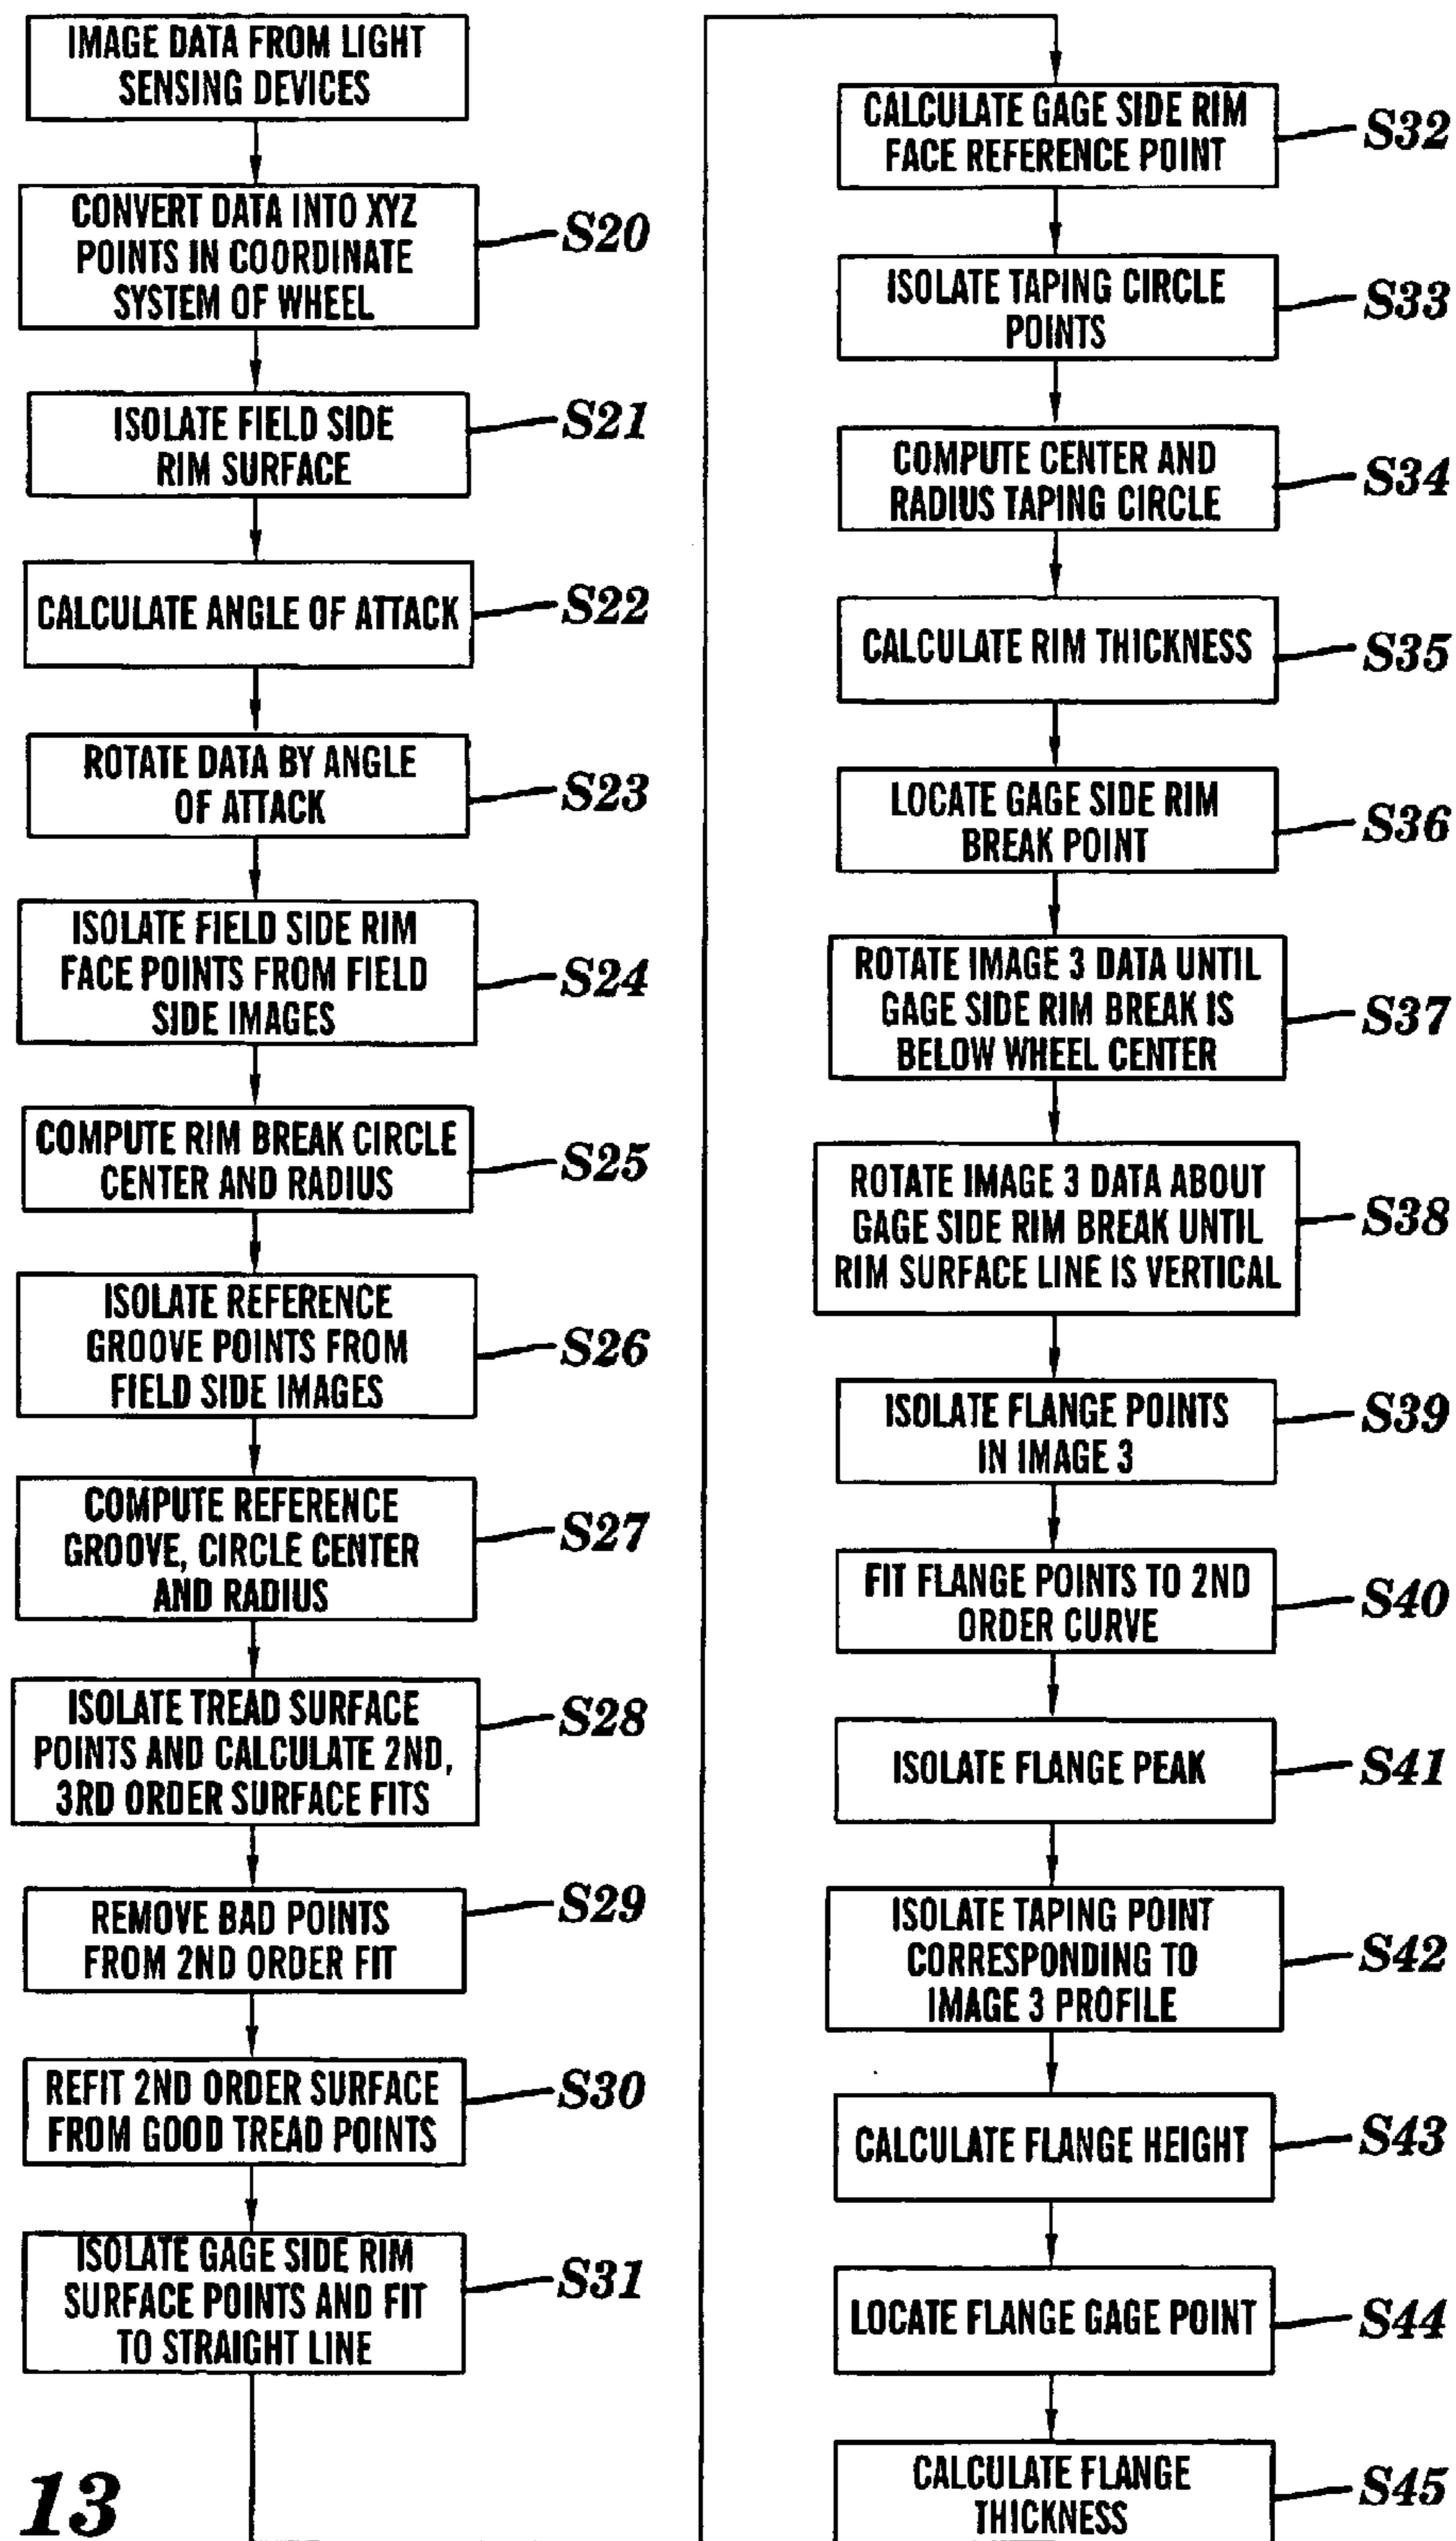 IMAGE DATA FROM LIGHT
SENSING DEVICES
CONVERT DATA INTO XYZ
POINTS IN COORDINATE
SYSTEM OF WHEEL
S20
ISOLATE FIELD SIDE
RIM SURFACE
S21
CALCULATE ANGLE OF ATTACK
S22
ROTATE DATA BY ANGLE
OF ATTACK
S23
ISOLATE FIELD SIDE RIM
FACE POINTS FROM FIELD
SIDE IMAGES
S24
COMPUTE RIM BREAK CIRCLE
CENTER AND RADIUS
S25
ISOLATE REFERENCE
GROOVE POINTS FROM
FIELD SIDE IMAGES
S26
COMPUTE REFERENCE
GROOVE, CIRCLE CENTER
AND RADIUS
S27
ISOLATE TREAD SURFACE
POINTS AND CALCULATE 2ND,
3RD ORDER SURFACE FITS
S28
REMOVE BAD POINTS
FROM 2ND ORDER FIT
S29
REFIT 2ND ORDER SURFACE
FROM GOOD TREAD POINTS
S30
ISOLATE GAGE SIDE RIM
SURFACE POINTS AND FIT
TO STRAIGHT LINE
S31
13
CALCULATE GAGE SIDE RIM
FACE REFERENCE POINT
S32
ISOLATE TAPING CIRCLE
POINTS
S33
COMPUTE CENTER AND
RADIUS TAPING CIRCLE
S34
CALCULATE RIM THICKNESS
S35
LOCATE GAGE SIDE RIM
BREAK POINT
S36
ROTATE IMAGE 3 DATA UNTIL
GAGE SIDE RIM BREAK IS
BELOW WHEEL CENTER
S37
ROTATE IMAGE 3 DATA ABOUT
GAGE SIDE RIM BREAK UNTIL
RIM SURFACE LINE IS VERTICAL
S38
ISOLATE FLANGE POINTS
IN IMAGE 3
S39
FIT FLANGE POINTS TO 2ND
ORDER CURVE
S40
ISOLATE FLANGE PEAK
S41
ISOLATE TAPING POINT
CORRESPONDING TO
IMAGE 3 PROFILE
S42
CALCULATE FLANGE HEIGHT
S43
LOCATE FLANGE GAGE POINT
S44
CALCULATE FLANGE
THICKNESS
S45